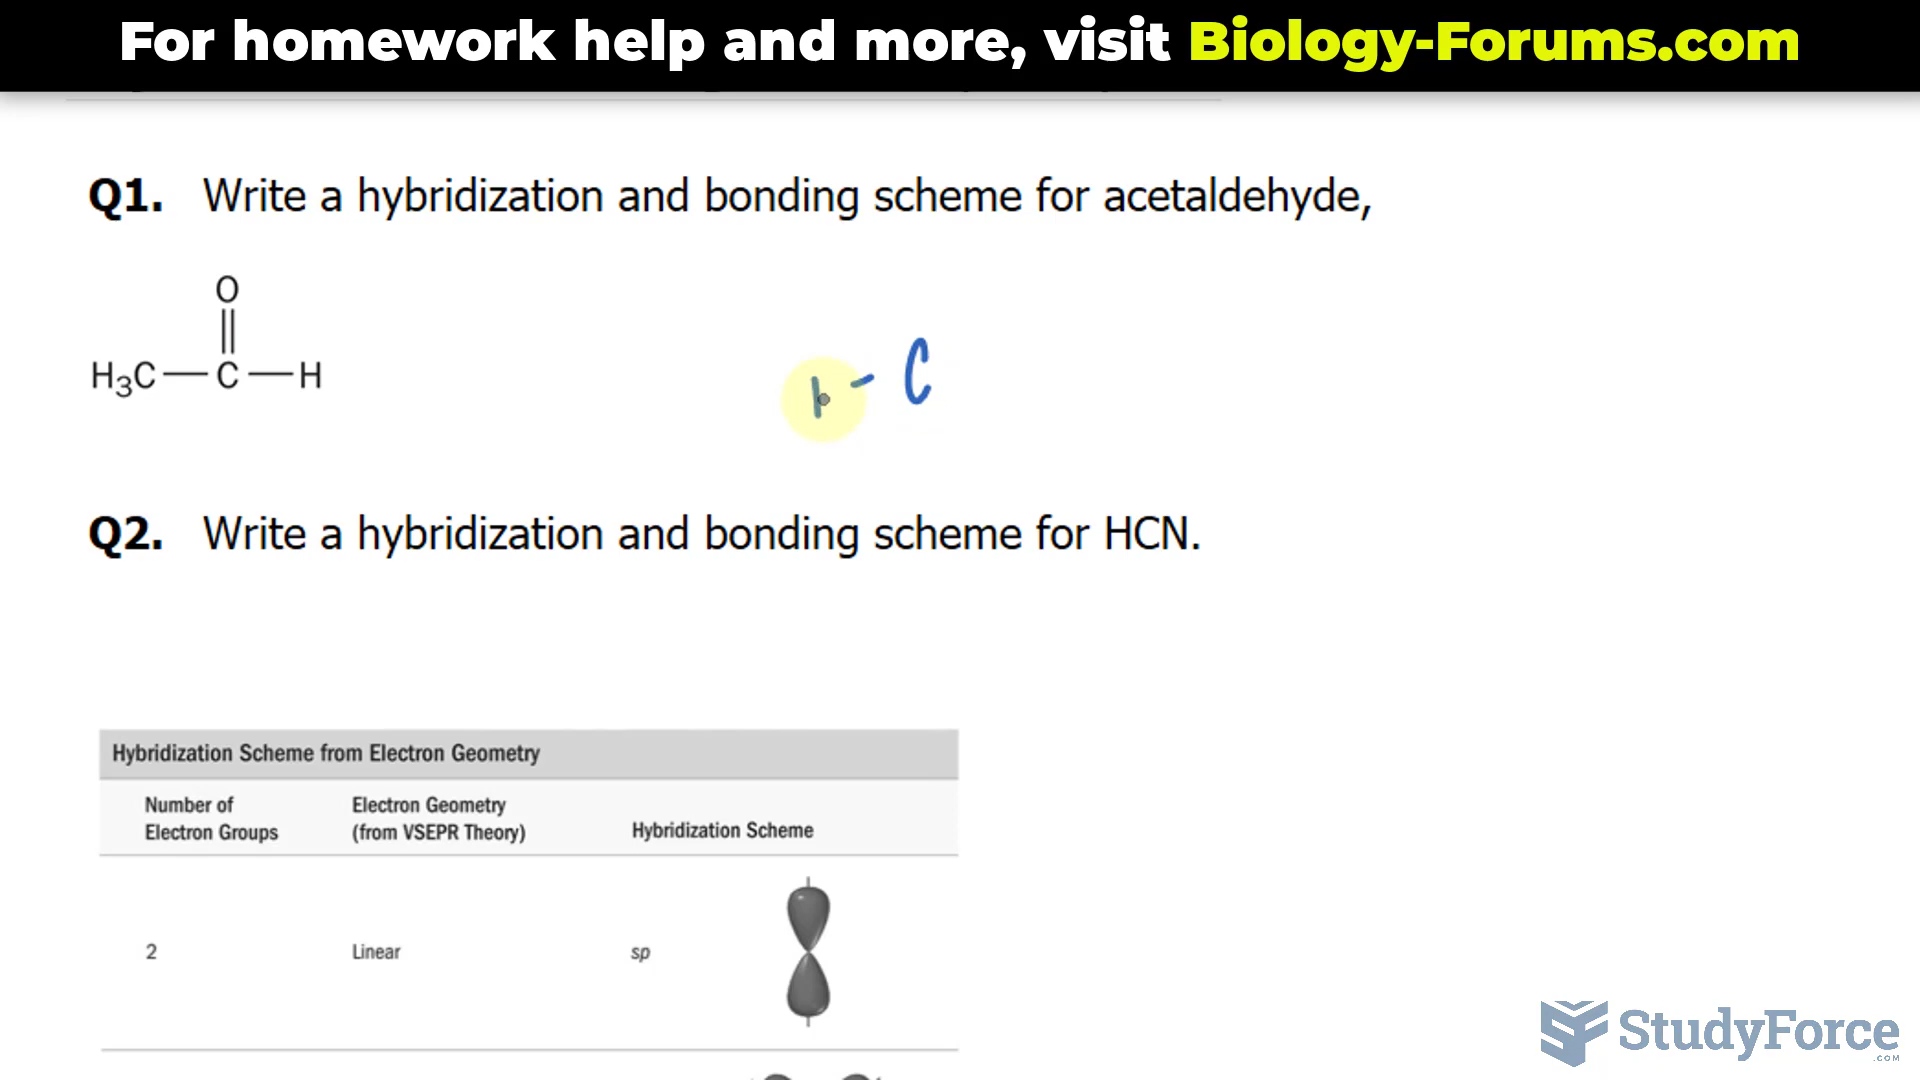 For homework help and more, visit Biology-Forums.com
Q1. Write a hybridization and bonding scheme for acetaldehyde,
O
H₃C — C — H
- C
Q2. Write a hybridization and bonding scheme for HCN.
Hybridization Scheme from Electron Geometry
Number of Electron Groups
Electron Geometry (from VSEPR Theory)
Hybridization Scheme
2 Linear sp
StudyForce
.COM